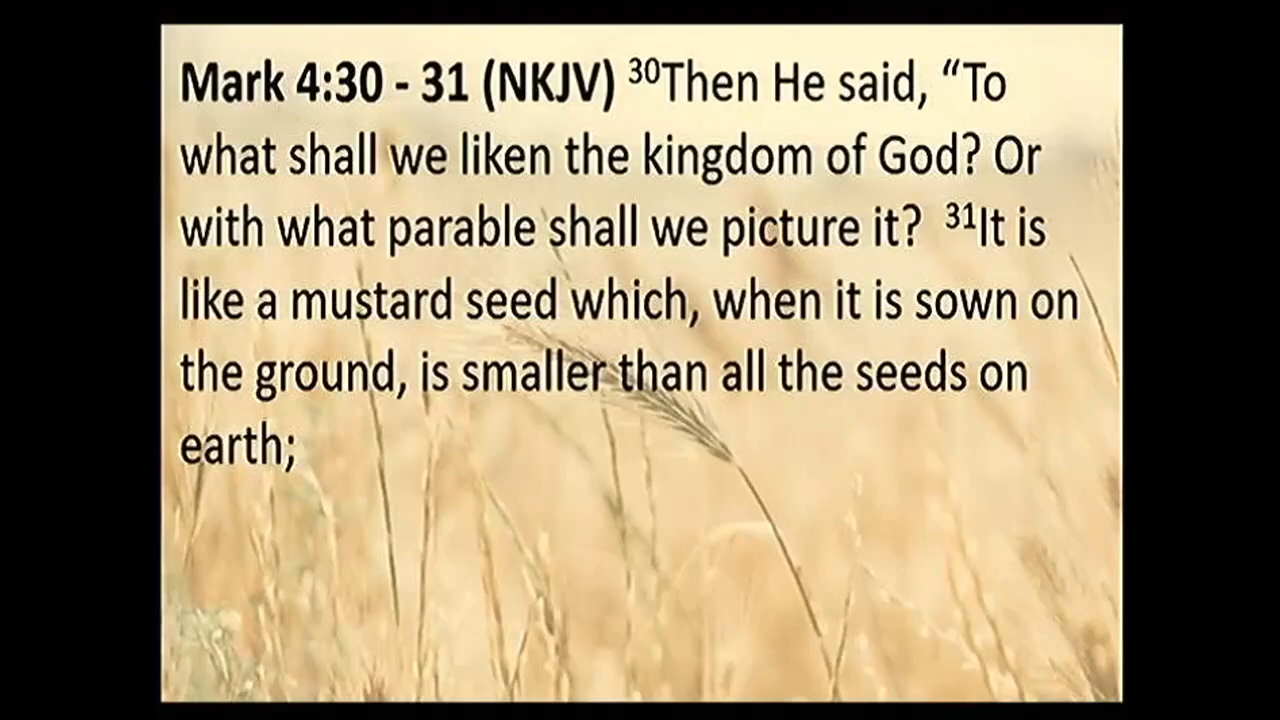 Mark 4:30 - 31 (NKJV) ³⁰Then He said, “To
what shall we liken the kingdom of God? Or
with what parable shall we picture it?  ³¹It is
like a mustard seed which, when it is sown on
the ground, is smaller than all the seeds on
earth;